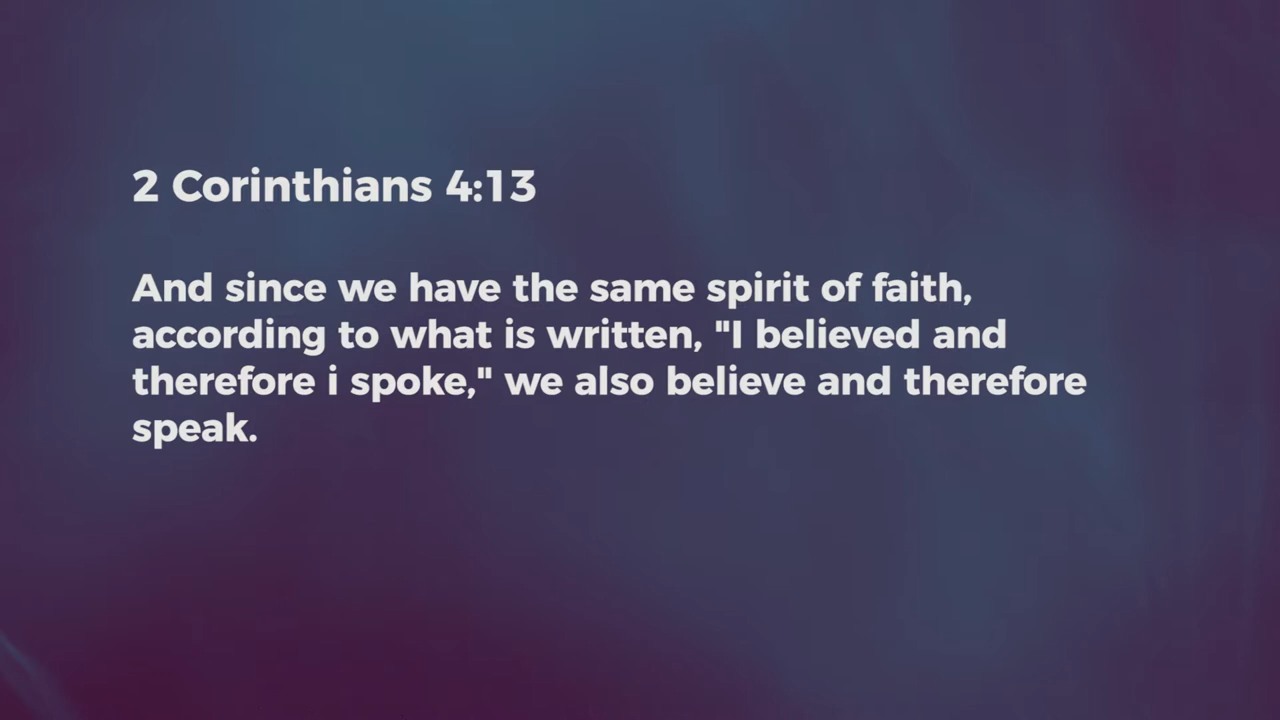 2 Corinthians 4:13
And since we have the same spirit of faith,
according to what is written, "I believed and
therefore i spoke," we also believe and therefore
speak.